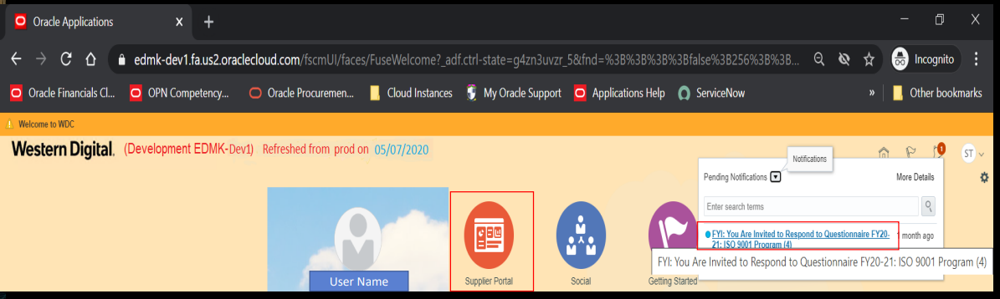 Oracle Applications
edmk-dev1.fa.us2.oraclecloud.com/fscmUI/faces/FuseWelcome?_adf.ctrl-state=g4zn3uvzr_5&fnd=%3B%3B%3B%3Bfalse%3B256%3B%3B...
Incognito
Oracle Financials Cl... OPN Competency... Oracle Procuremen... Cloud Instances My Oracle Support Applications Help ServiceNow » Other bookmarks
Welcome to WDC
Western Digital. (Development EDMK-Dev1) Refreshed from prod on 05/07/2020
1
ST
Notifications
Pending Notifications More Details
Enter search terms
FYI: You Are Invited to Respond to Questionnaire FY20- month ago
21: ISO 9001 Program (4)
FYI: You Are Invited to Respond to Questionnaire FY20-21: ISO 9001 Program (4)
User Name
Supplier Portal
Social
Getting Started